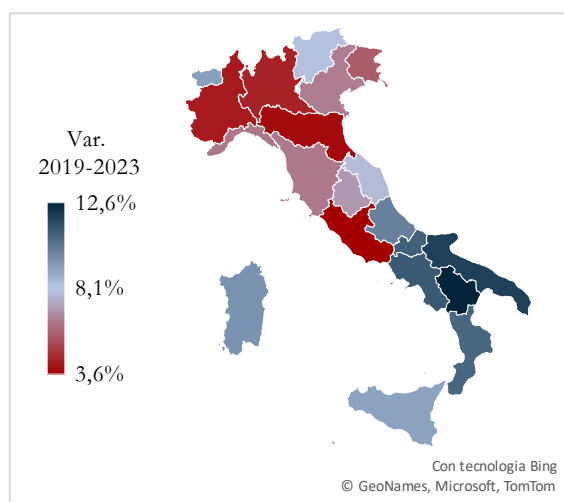 Var.
2019-2023
12,6%
8,1%
3,6%
Con tecnologia Bing
© GeoNames, Microsoft, TomTom